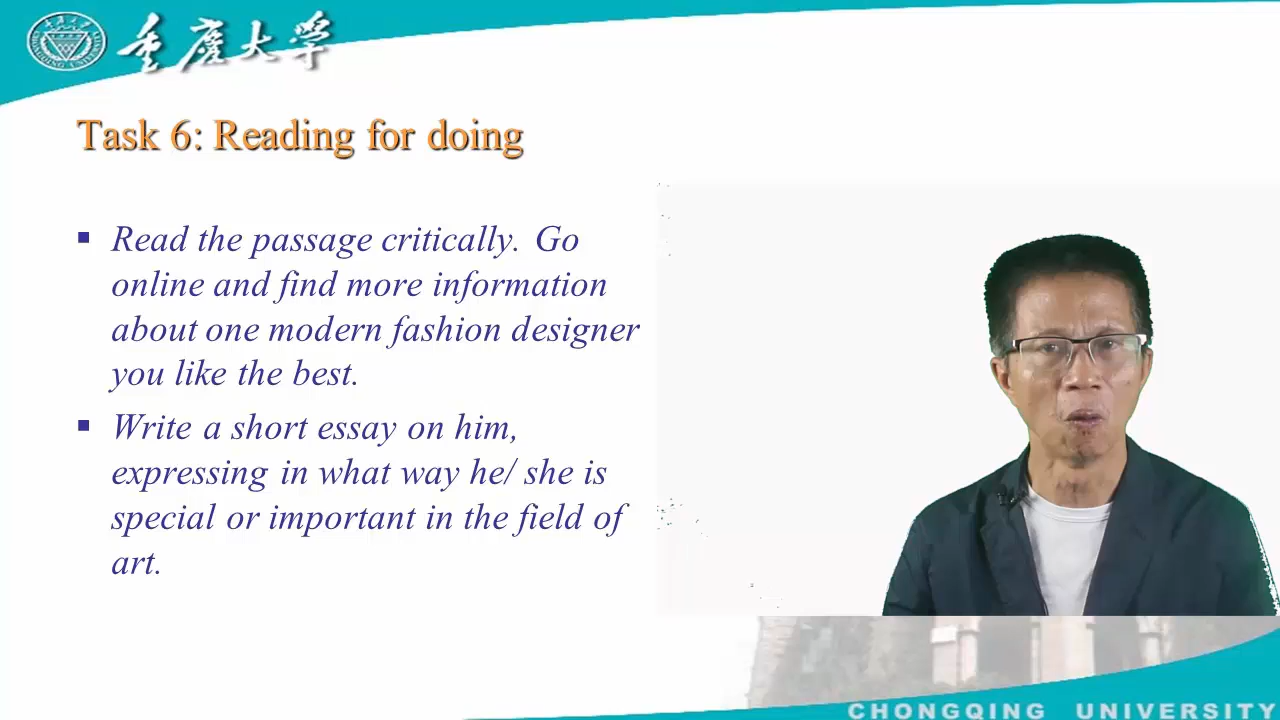 重庆大学
Task 6: Reading for doing
Read the passage critically. Go
online and find more information
about one modern fashion designer
you like the best.
Write a short essay on him,
expressing in what way he/ she is
special or important in the field of
art.
CHONGQING UNIVERSITY